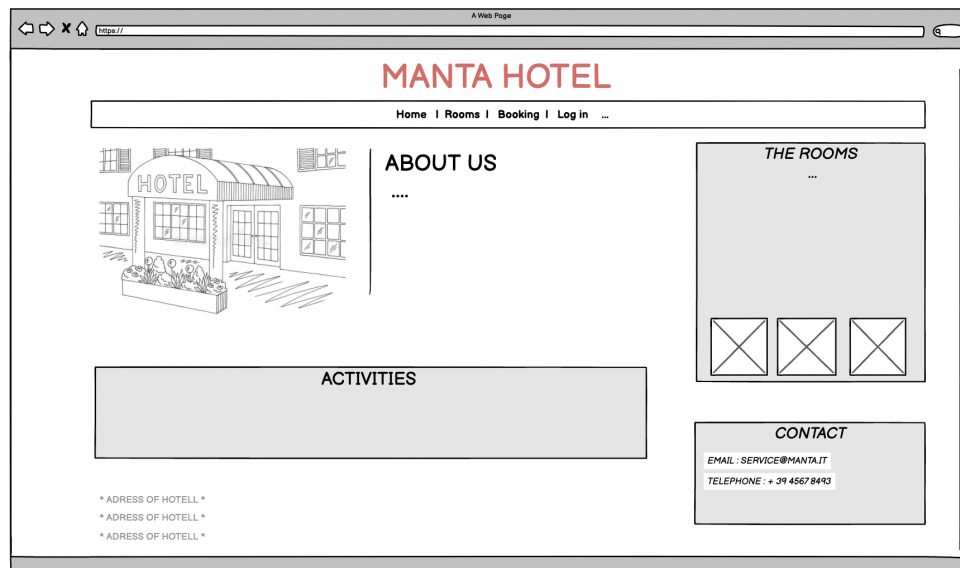 A Web Page
https://
MANTA HOTEL
Home | Rooms | Booking | Log in ...
HOTEL
ABOUT US
....
THE ROOMS
...
ACTIVITIES
CONTACT
EMAIL : SERVICE@MANTA.IT
TELEPHONE : + 39 4567 8493
* ADRESS OF HOTELL *
* ADRESS OF HOTELL *
* ADRESS OF HOTELL *